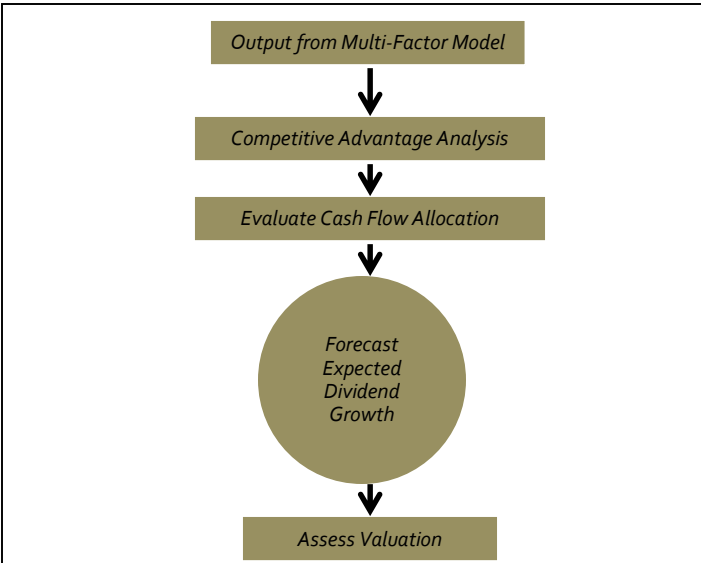 Output from Multi-Factor Model
Competitive Advantage Analysis
Evaluate Cash Flow Allocation
Forecast
Expected
Dividend
Growth
Assess Valuation